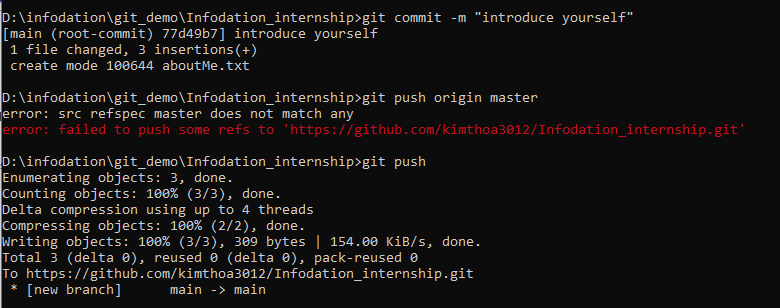 D:\infodation\git_demo\Infodation_internship>git commit -m "introduce yourself"
[main (root-commit) 77d49b7] introduce yourself
 1 file changed, 3 insertions(+)
 create mode 100644 aboutMe.txt
D:\infodation\git_demo\Infodation_internship>git push origin master
error: src refspec master does not match any
error: failed to push some refs to 'https://github.com/kimthoa3012/Infodation_internship.git'
D:\infodation\git_demo\Infodation_internship>git push
Enumerating objects: 3, done.
Counting objects: 100% (3/3), done.
Delta compression using up to 4 threads
Compressing objects: 100% (2/2), done.
Writing objects: 100% (3/3), 309 bytes | 154.00 KiB/s, done.
Total 3 (delta 0), reused 0 (delta 0), pack-reused 0
To https://github.com/kimthoa3012/Infodation_internship.git
 * [new branch]      main -> main